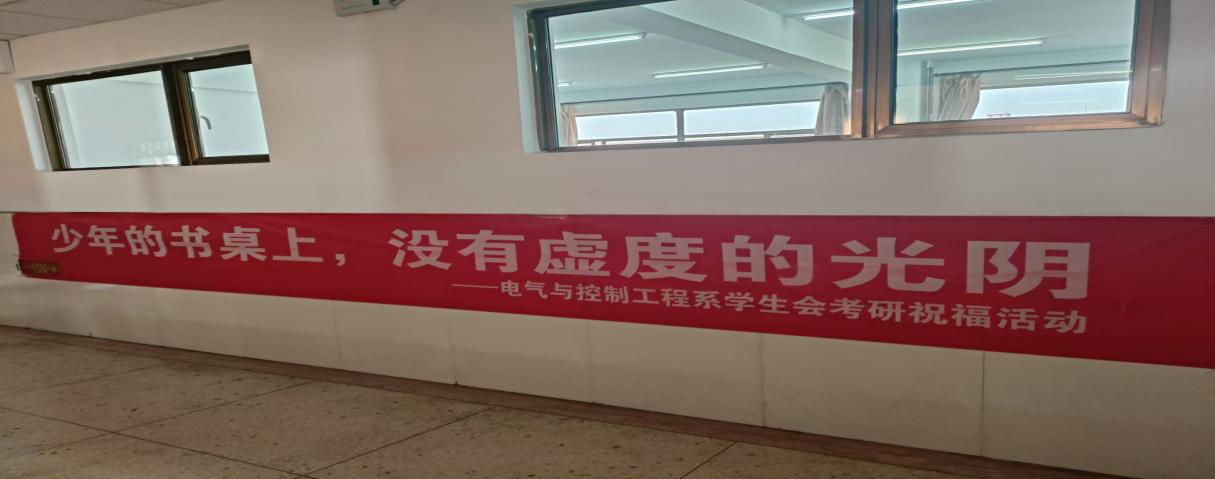 少年的书桌上，没有虚度的光阴
——电气与控制工程系学生会考研祝福活动